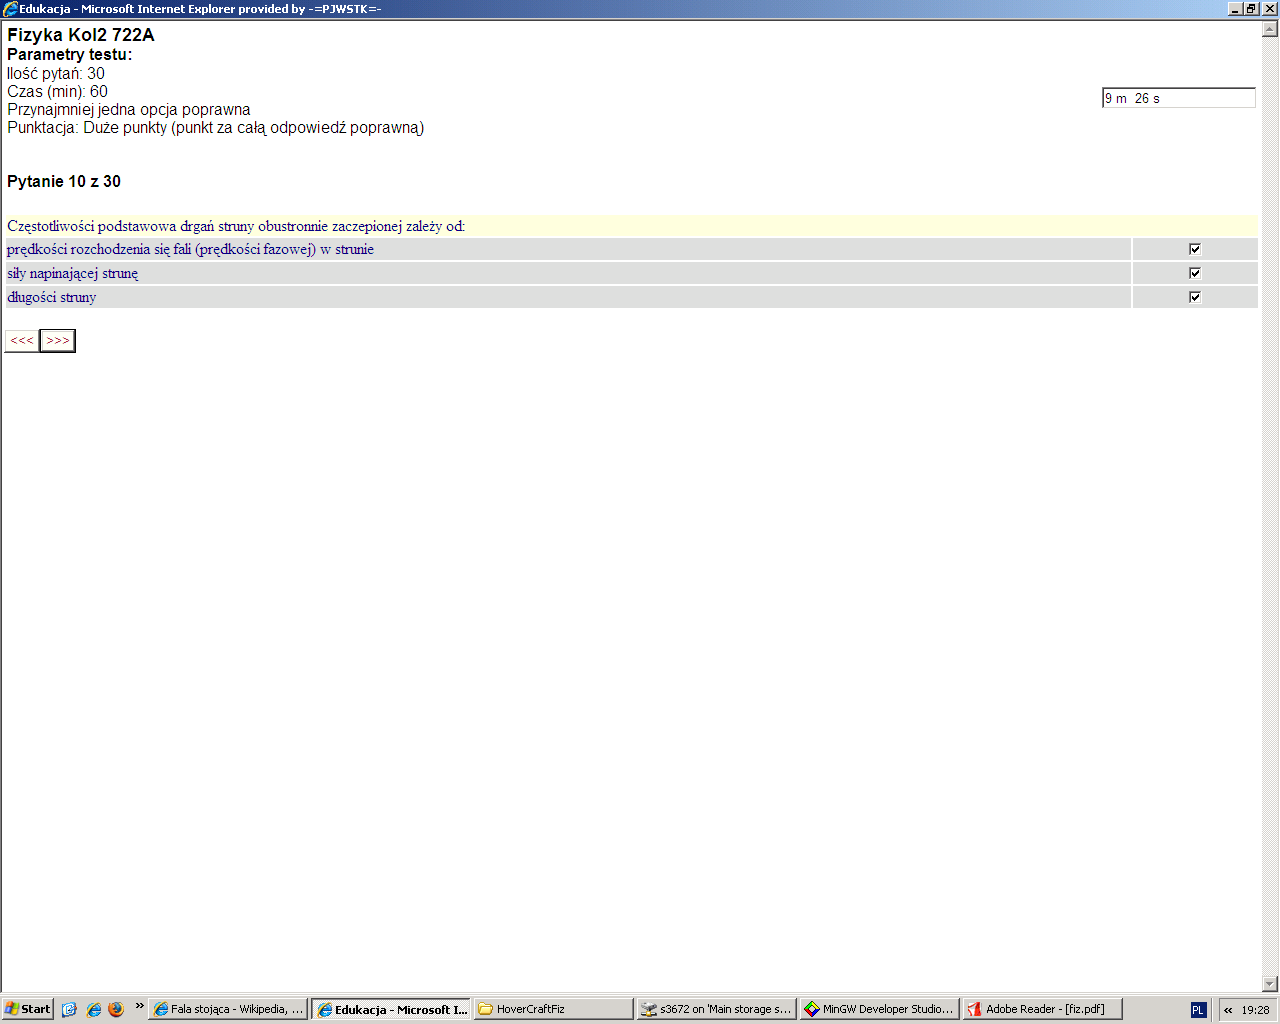 Edukacja - Microsoft Internet Explorer provided by -=PJWSTK=-
Fizyka Kol2 722A
Parametry testu:
Ilość pytań: 30
Czas (min): 60
9 m 26 s
Przynajmniej jedna opcja poprawna
Punktacja: Duże punkty (punkt za całą odpowiedź poprawną)
Pytanie 10 z 30
Częstotliwości podstawowa drgań struny obustronnie zaczepionej zależy od:
prędkości rozchodzenia się fali (prędkości fazowej) w strunie
siły napinającej strunę
długości struny
<<< >>>
Start » Fala stojąca - Wikipedia, ... Edukacja - Microsoft I... HoverCraftFiz s3672 on 'Main storage s... MinGW Developer Studio... Adobe Reader - [fiz.pdf] PL « 19:28